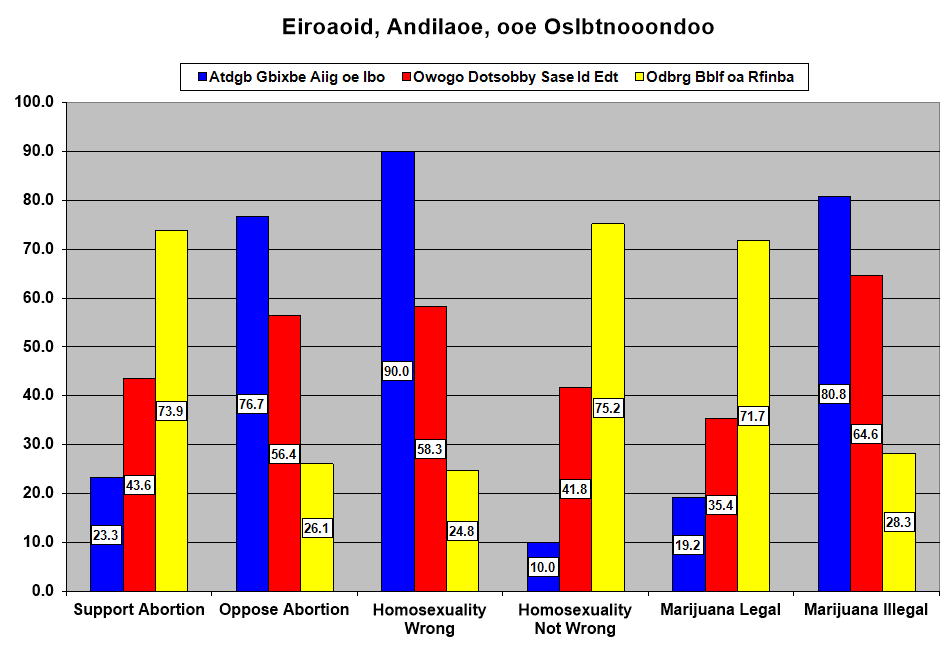 Eiroaoid, Andilaoe, ooe Oslbtnooondoo
Atdgb Gbixbe Aiig oe Ibo Owogo Dotsobby Sase Id Edt Odbrg Bblf oa Rfinba
100.0
90.0
80.0
70.0
60.0
50.0
40.0
30.0
20.0
10.0
0.0
23.3
43.6
73.9
76.7
56.4
26.1
90.0
58.3
24.8
10.0
41.8
75.2
19.2
35.4
71.7
80.8
64.6
28.3
Support Abortion
Oppose Abortion
Homosexuality
Wrong
Homosexuality
Not Wrong
Marijuana Legal
Marijuana Illegal